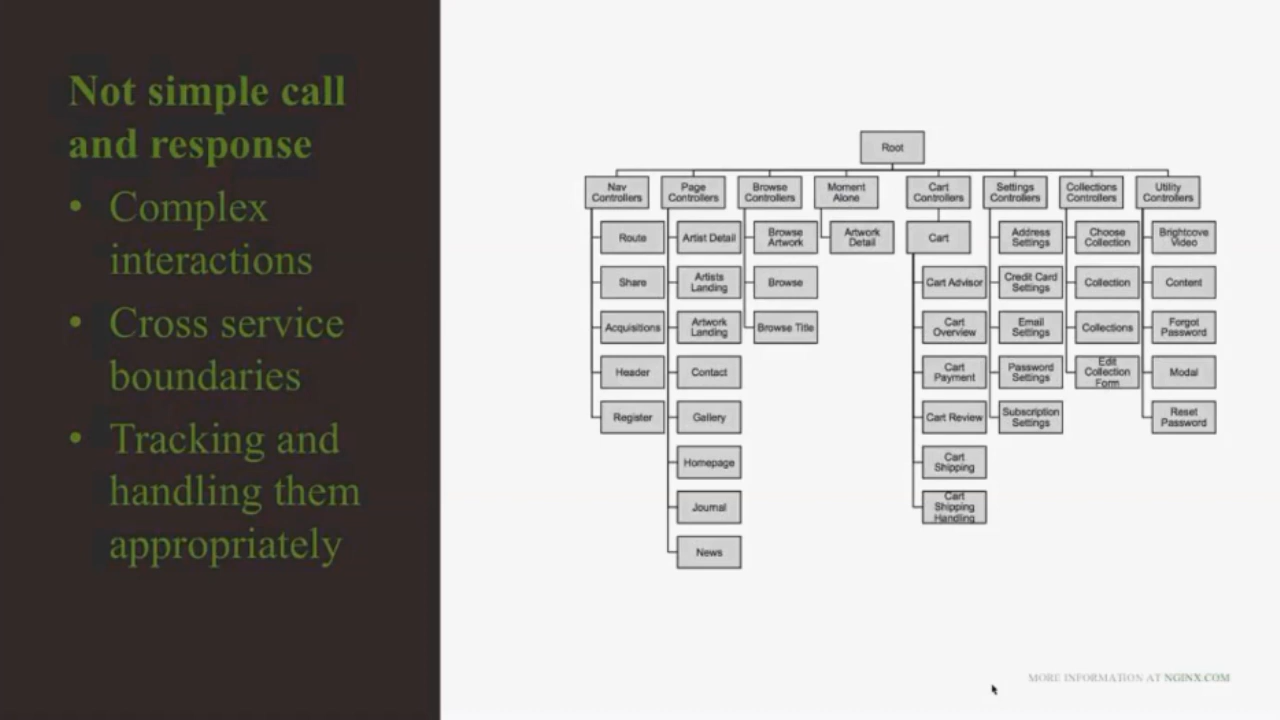 Not simple call
and response
• Complex
interactions
• Cross service
boundaries
• Tracking and
handling them
appropriately
Root
Nav
Controllers
Route
Share
Acquisitions
Header
Register
Page
Controllers
Artist Detail
Artists
Landing
Artwork
Landing
Contact
Gallery
Homepage
Journal
News
Browse
Controllers
Browse
Artwork
Browse
Browse Title
Moment
Alone
Artwork
Detail
Cart
Controllers
Cart
Cart Advisor
Cart
Overview
Cart
Payment
Cart Review
Cart
Shipping
Cart
Shipping
Handling
Settings
Controllers
Address
Settings
Credit Card
Settings
Email
Settings
Password
Settings
Subscription
Settings
Collections
Controllers
Choose
Collection
Collection
Collections
Edit
Collection
Form
Utility
Controllers
Brightcove
Video
Content
Forgot
Password
Modal
Reset
Password
MORE INFORMATION AT NGINX.COM